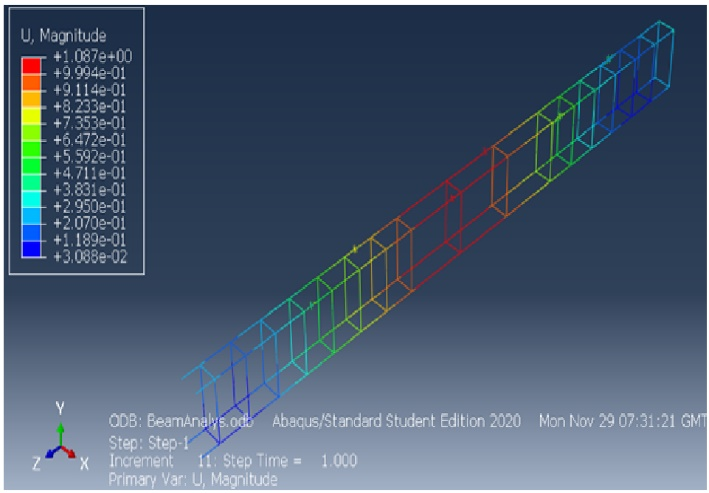 U, Magnitude
+1.087e+00
+9.994e-01
+9.114e-01
+8.233e-01
+7.353e-01
+6.472e-01
+5.592e-01
+4.711e-01
+3.831e-01
+2.950e-01
+2.070e-01
+1.189e-01
+3.088e-02
Y
Z X
ODB: BeamAnalys.odb Abaqus/Standard Student Edition 2020 Mon Nov 29 07:31:21 GMT
Step: Step-1
Increment 11: Step Time = 1.000
Primary Var: U, Magnitude